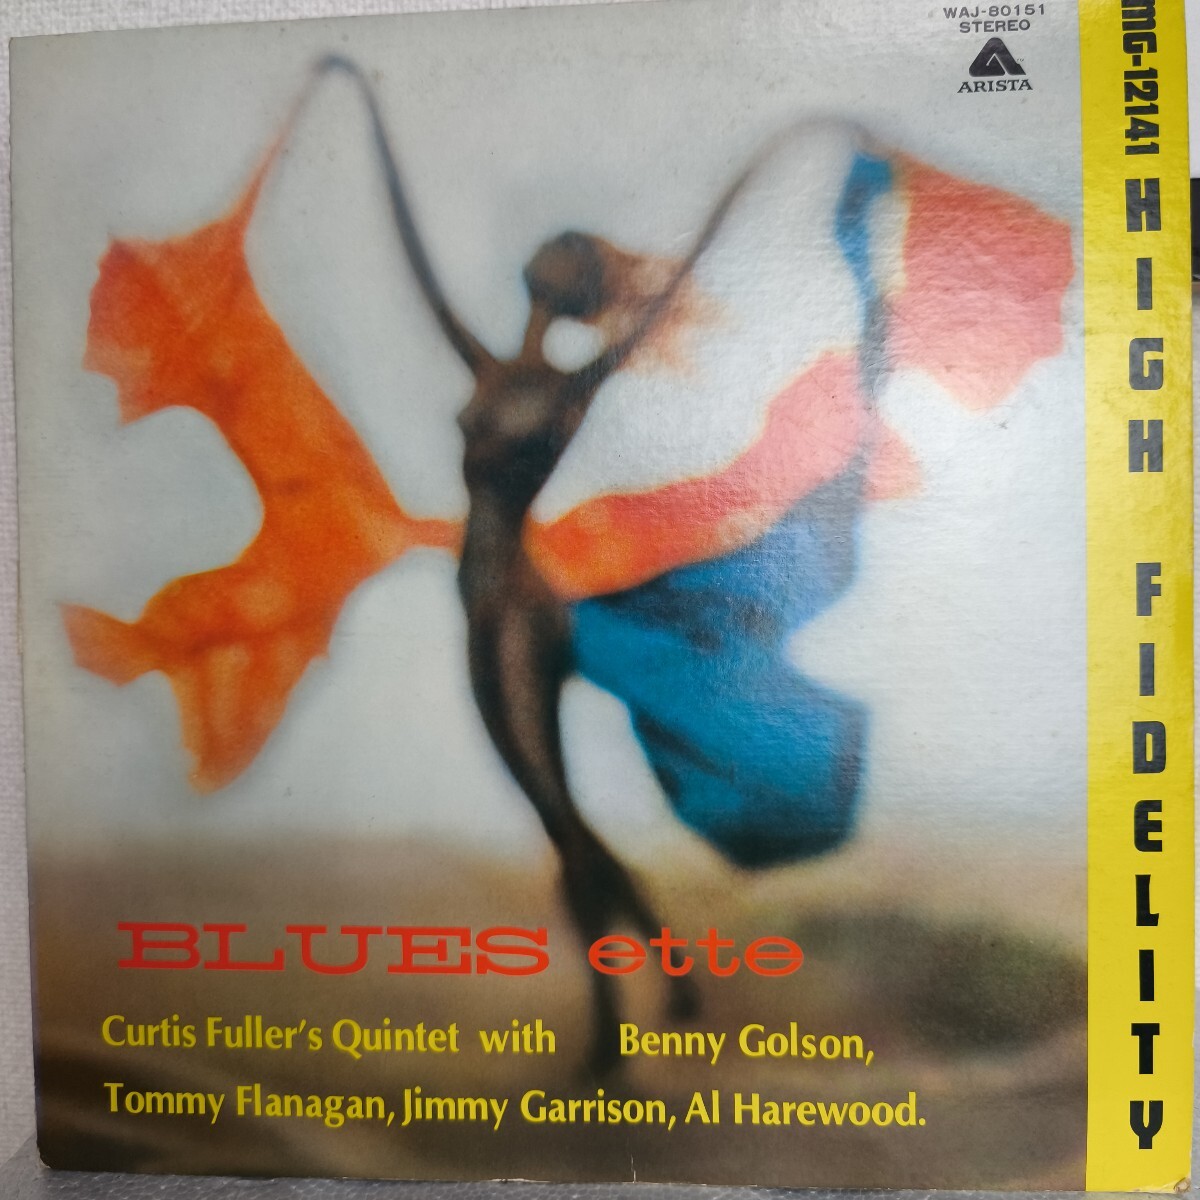 WAJ-80151
STEREO
ARISTA
MG-12141 HIGH FIDELITY
BLUES ette
Curtis Fuller's Quintet with Benny Golson,
Tommy Flanagan, Jimmy Garrison, Al Harewood.